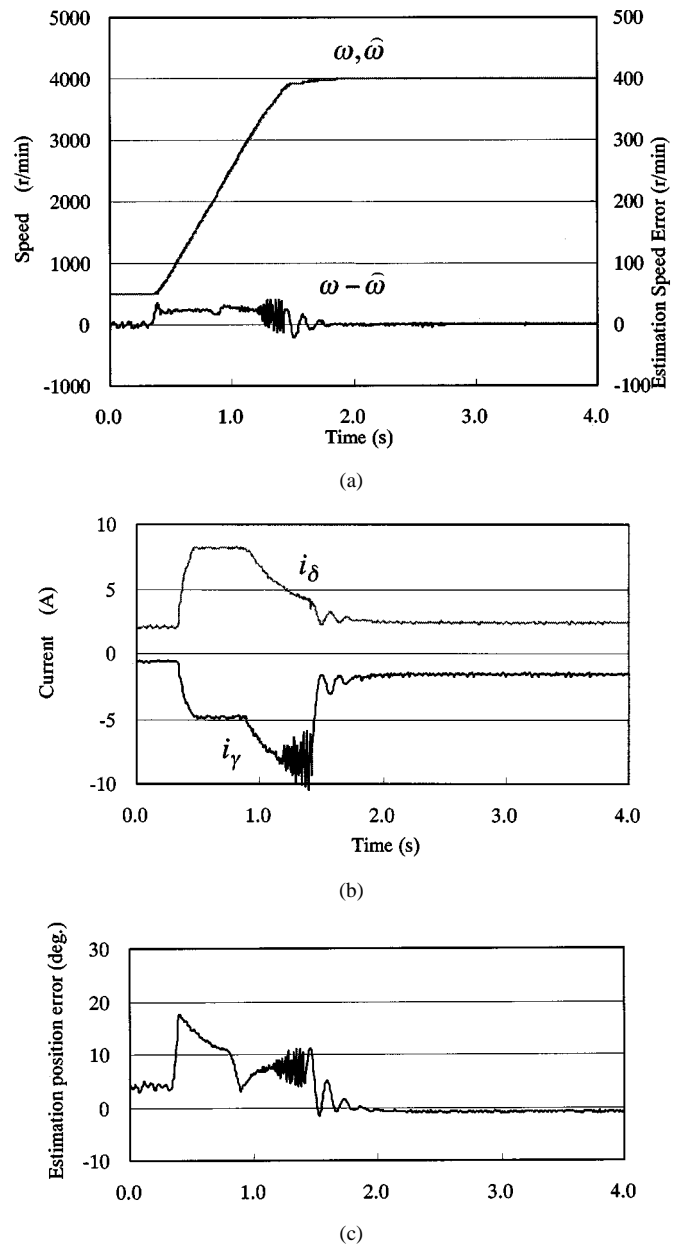 5000
4000
3000
2000
1000
0
-1000
Speed (r/min)
500
400
300
200
100
0
-100
Estimation Speed Error (r/min)
ω, ω̂
ω − ω̂
0.0 1.0 2.0 3.0 4.0
Time (s)
(a)
10
5
0
-5
-10
Current (A)
iδ
iγ
0.0 1.0 2.0 3.0 4.0
Time (s)
(b)
30
20
10
0
-10
Estimation position error (deg.)
0.0 1.0 2.0 3.0 4.0
(c)